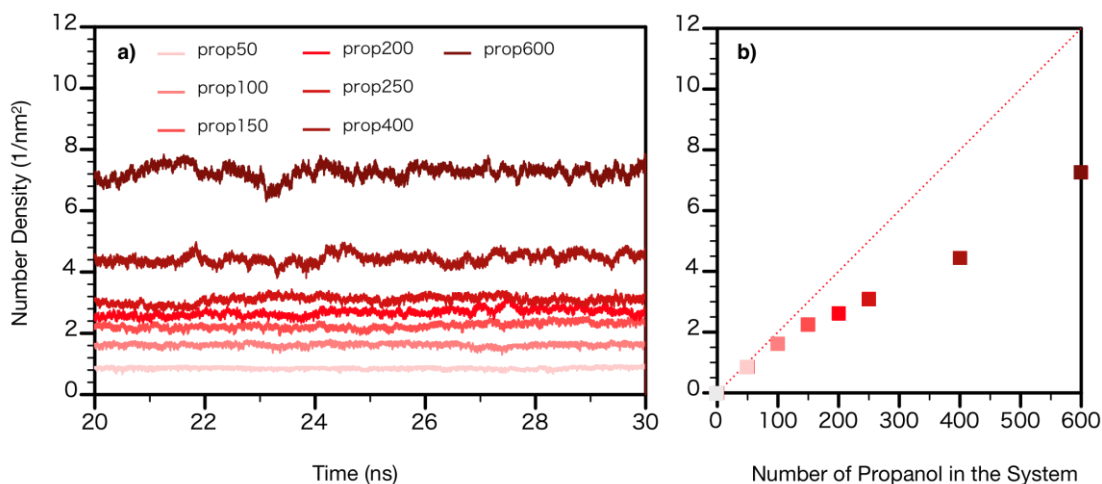 a)
prop50
prop200
prop600
prop100
prop250
prop150
prop400
12
10
8
6
4
2
0
20
22
24
26
28
30
Number Density (1/nm²)
Time (ns)
b)
12
10
8
6
4
2
0
0
100
200
300
400
500
600
Number of Propanol in the System